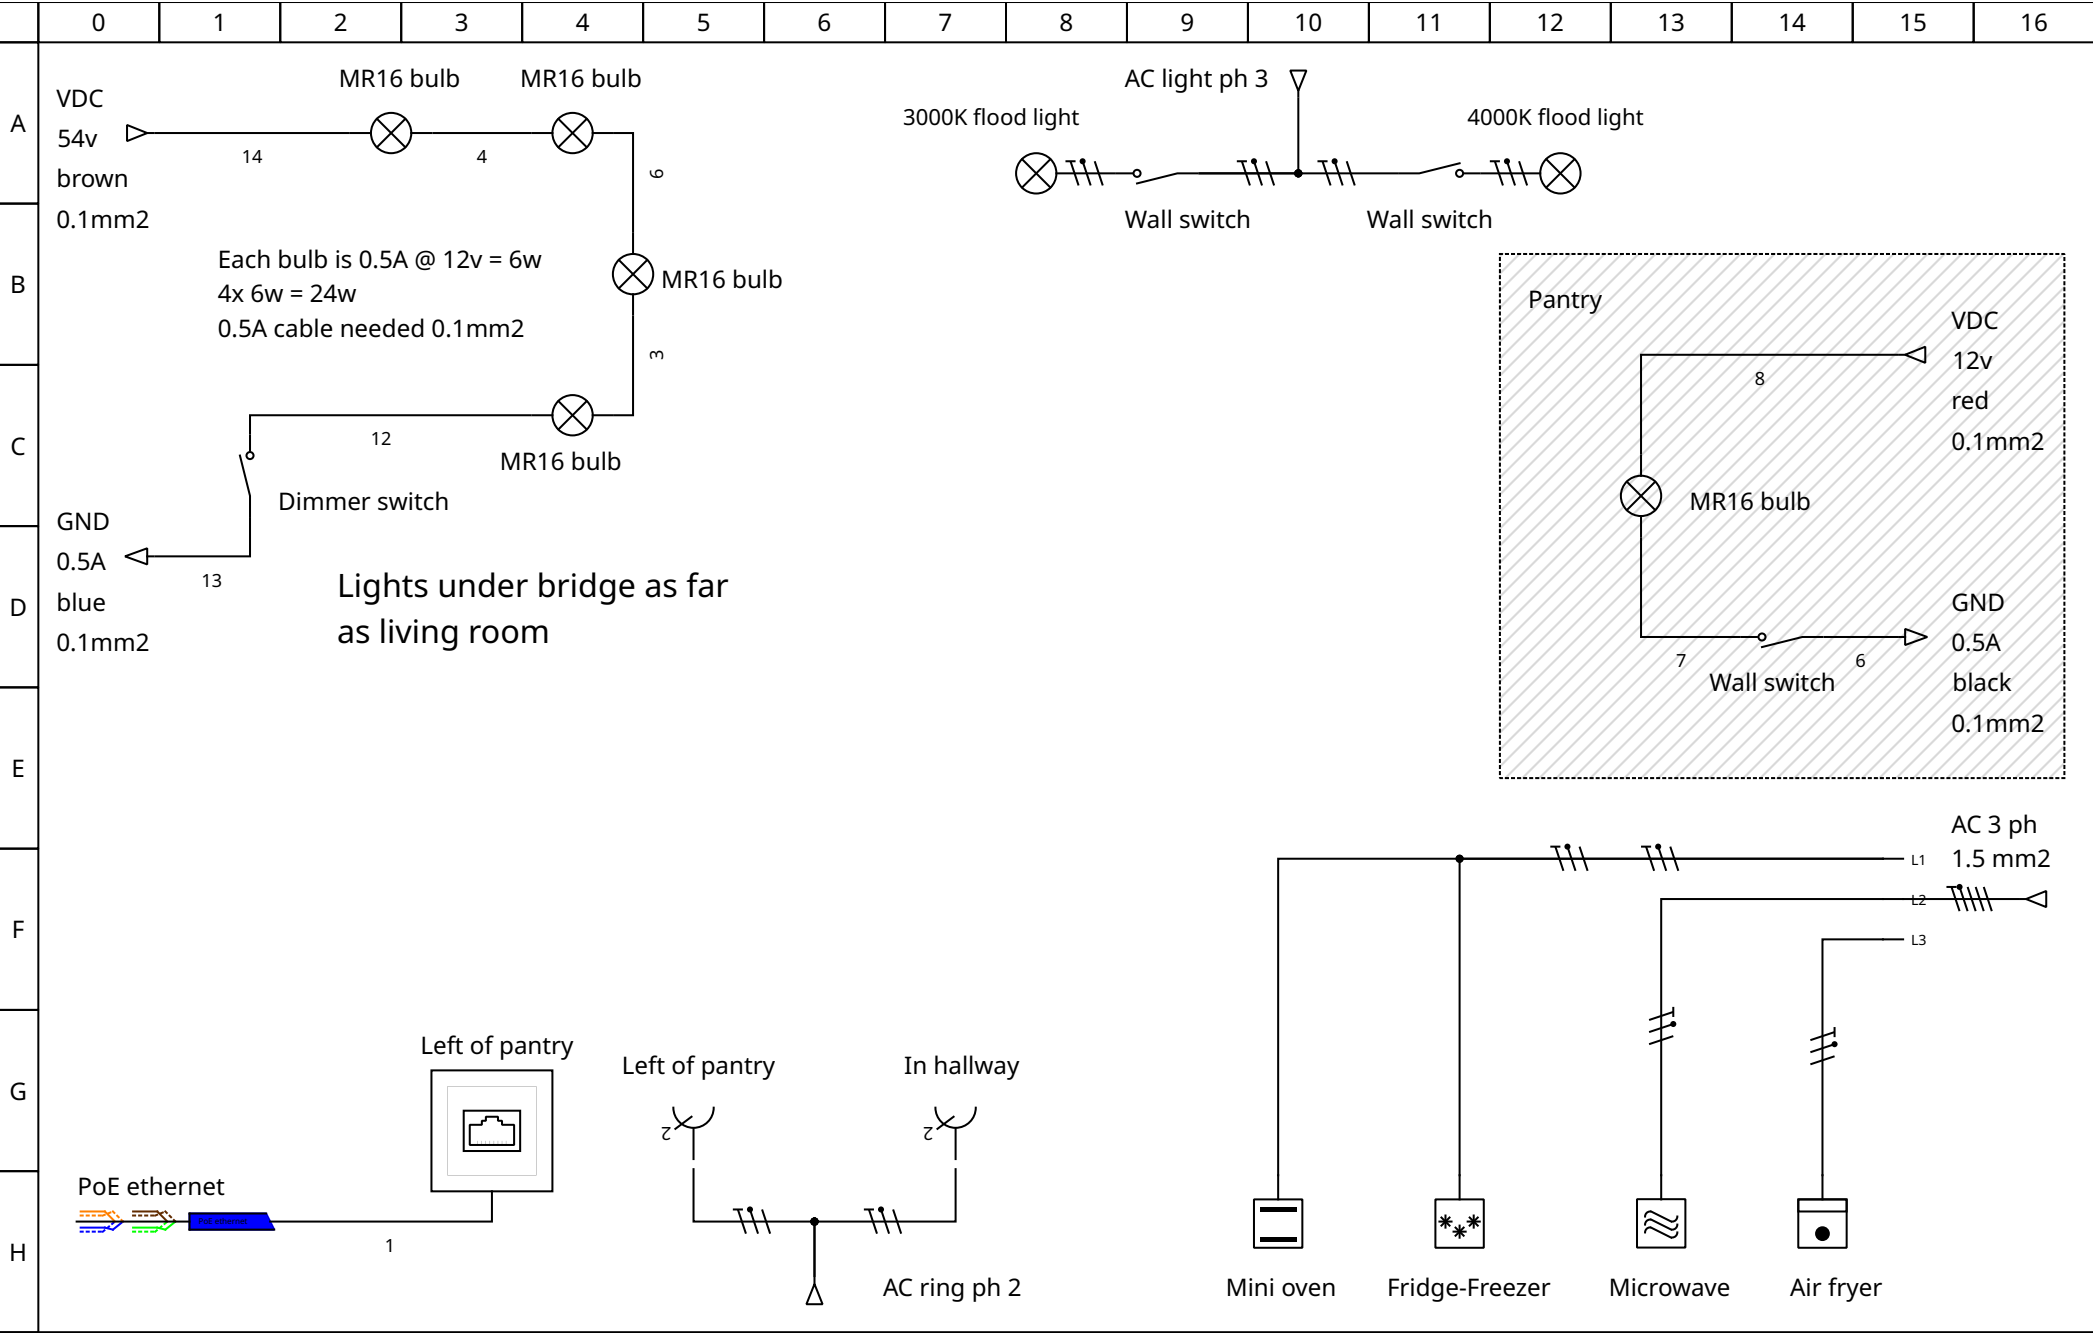 0 1 2 3 4 5 6 7 8 9 10 11 12 13 14 15 16
A
B
C
D
E
F
G
H
VDC
54v
brown
0.1mm2
14
MR16 bulb
4
MR16 bulb
6
MR16 bulb
3
Each bulb is 0.5A @ 12v = 6w
4x 6w = 24w
0.5A cable needed 0.1mm2
12
MR16 bulb
Dimmer switch
GND
0.5A
blue
0.1mm2
13
Lights under bridge as far
as living room
AC light ph 3
3000K flood light
4000K flood light
Wall switch
Wall switch
Pantry
VDC
12v
red
0.1mm2
8
MR16 bulb
GND
0.5A
black
0.1mm2
7
6
Wall switch
AC 3 ph
1.5 mm2
L1
L2
L3
Left of pantry
PoE ethernet
PoE ethernet
1
Left of pantry
2
In hallway
2
AC ring ph 2
Mini oven
Fridge-Freezer
Microwave
Air fryer